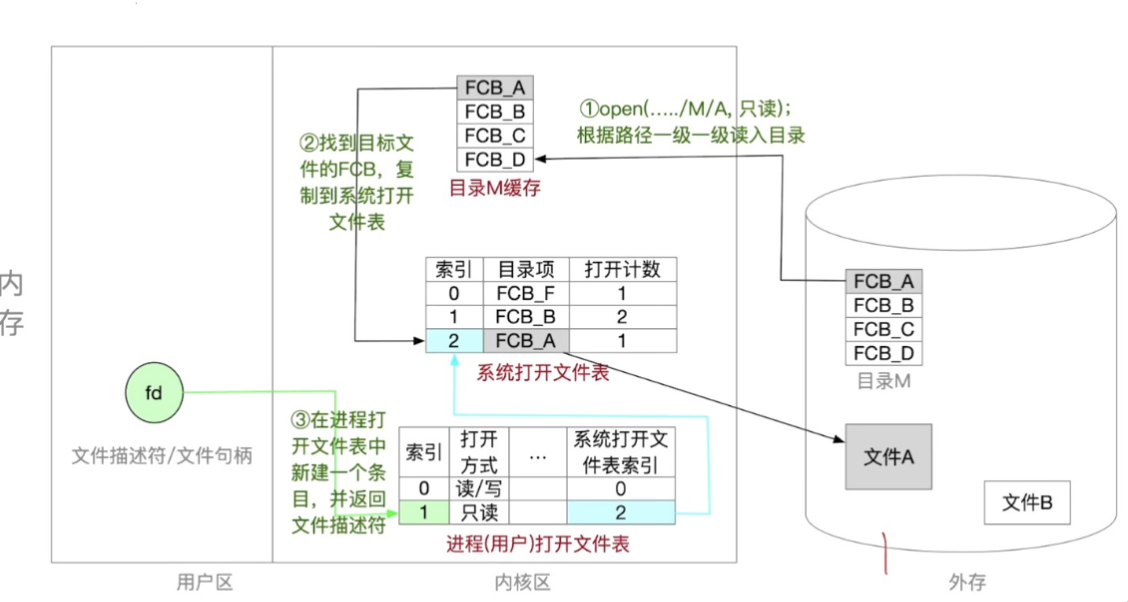 FCB_A
FCB_B
FCB_C
FCB_D
目录M缓存
①open(...../M/A, 只读);
根据路径一级一级读入目录
②找到目标文
件的FCB，复
制到系统打开
文件表
内
存
索引 目录项 打开计数
0 FCB_F 1
1 FCB_B 2
2 FCB_A 1
系统打开文件表
FCB_A
FCB_B
FCB_C
FCB_D
目录M
fd
文件描述符/文件句柄
③在进程打
开文件表中
新建一个条
目，并返回
文件描述符
索引 打开
方式 ... 系统打开文
件表索引
0 读/写 0
1 只读 2
进程(用户)打开文件表
文件A
文件B
用户区
内核区
外存